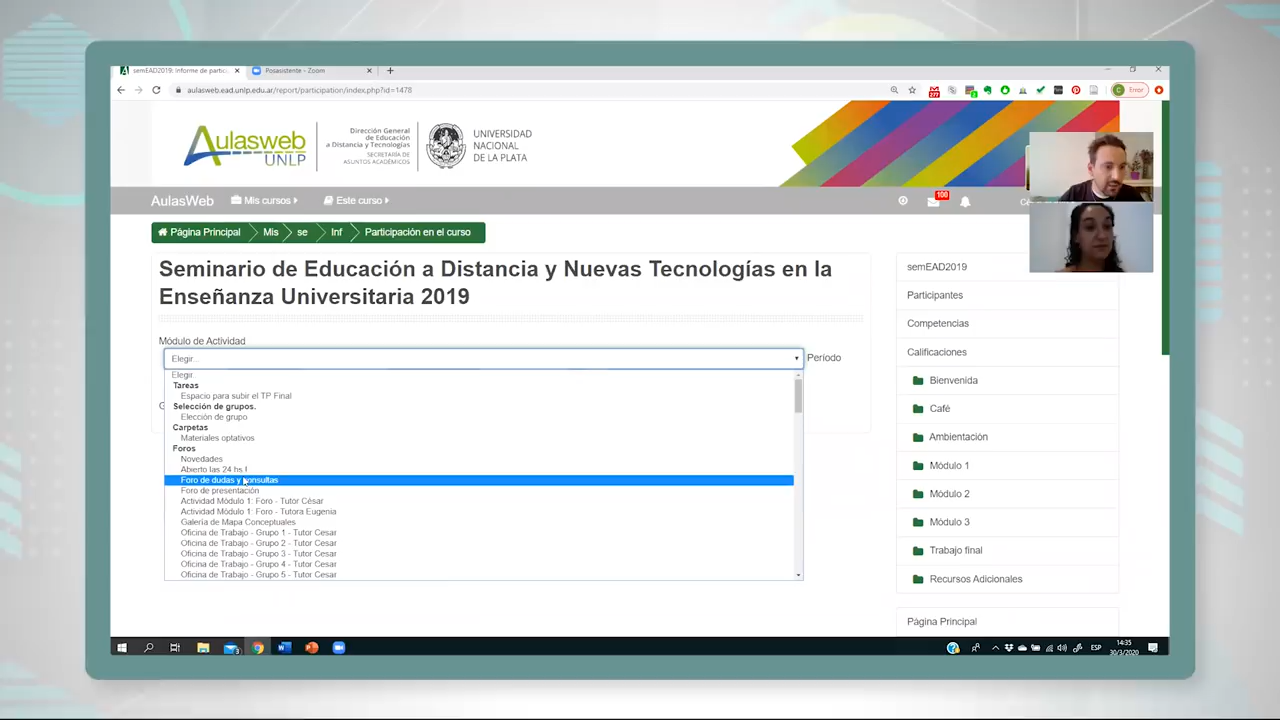 semEAD2019: Informe de partic
Posasistente - Zoom
aulasweb.ead.unlp.edu.ar/report/participation/index.php?id=1478
277
Error
Aulasweb
UNLP
Dirección General
de Educación
a Distancia y Tecnologías
SECRETARÍA DE
ASUNTOS ACADÉMICOS
UNIVERSIDAD
NACIONAL
DE LA PLATA
AulasWeb
Mis cursos
Este curso
100
Página Principal
Mis
se
Inf
Participación en el curso
Seminario de Educación a Distancia y Nuevas Tecnologías en la
Enseñanza Universitaria 2019
Módulo de Actividad
Elegir...
Período
Elegir
Tareas
Espacio para subir el TP Final
Selección de grupos.
Elección de grupo
Carpetas
Materiales optativos
Foros
Novedades
Abierto las 24 hs.!
Foro de dudas y consultas
Foro de presentación
Actividad Módulo 1: Foro - Tutor César
Actividad Módulo 1: Foro - Tutora Eugenia
Galería de Mapa Conceptuales
Oficina de Trabajo - Grupo 1 - Tutor Cesar
Oficina de Trabajo - Grupo 2 - Tutor Cesar
Oficina de Trabajo - Grupo 3 - Tutor Cesar
Oficina de Trabajo - Grupo 4 - Tutor Cesar
Oficina de Trabajo - Grupo 5 - Tutor Cesar
semEAD2019
Participantes
Competencias
Calificaciones
Bienvenida
Café
Ambientación
Módulo 1
Módulo 2
Módulo 3
Trabajo final
Recursos Adicionales
Página Principal
ESP
14:35
30/3/2020